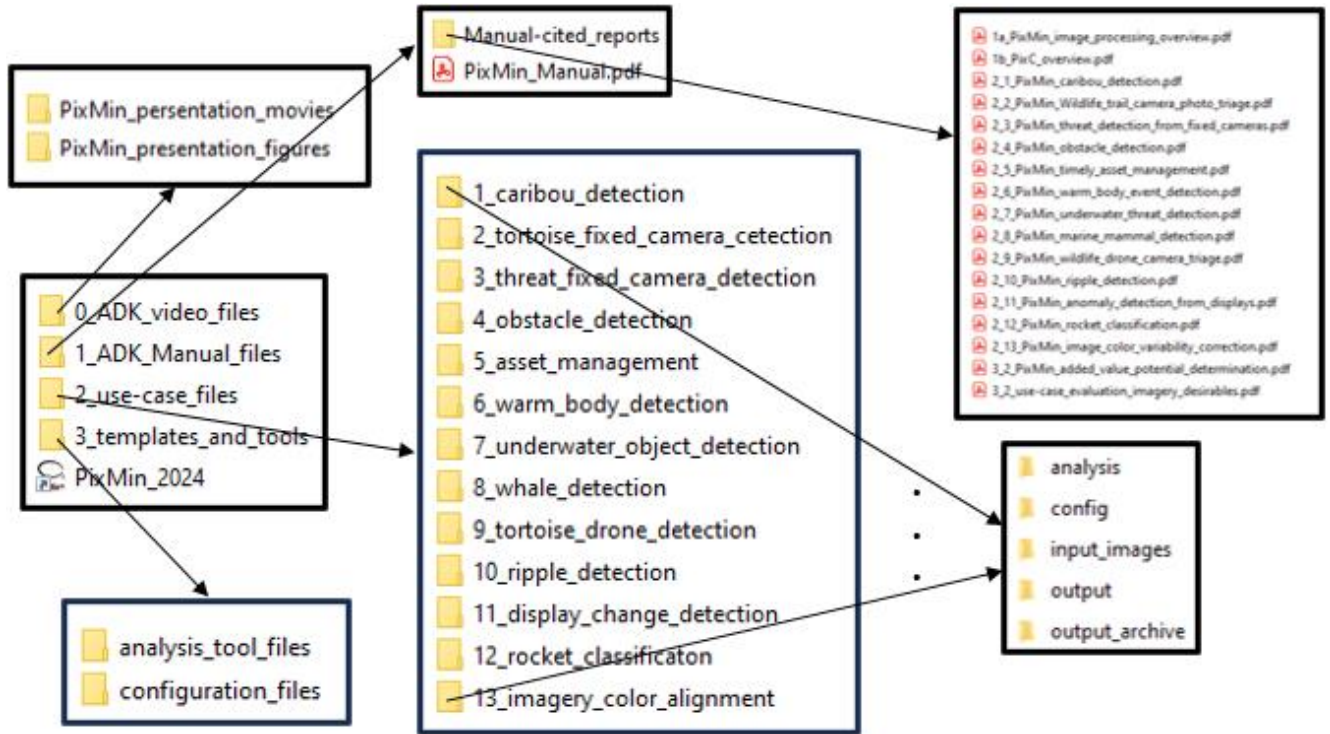 Manual-cited_reports
PixMin_Manual.pdf
PixMin_persentation_movies
PixMin_presentation_figures
0_ADK_video_files
1_ADK_Manual_files
2_use-case_files
3_templates_and_tools
PixMin_2024
analysis_tool_files
configuration_files
1_caribou_detection
2_tortoise_fixed_camera_cetection
3_threat_fixed_camera_detection
4_obstacle_detection
5_asset_management
6_warm_body_detection
7_underwater_object_detection
8_whale_detection
9_tortoise_drone_detection
10_ripple_detection
11_display_change_detection
12_rocket_classificaton
13_imagery_color_alignment
1a_PixMin_image_processing_overview.pdf
1b_PixC_overview.pdf
2_1_PixMin_caribou_detection.pdf
2_2_PixMin_Wildlife_trail_camera_photo_triage.pdf
2_3_PixMin_threat_detection_from_fixed_cameras.pdf
2_4_PixMin_obstacle_detection.pdf
2_5_PixMin_timely_asset_management.pdf
2_6_PixMin_warm_body_event_detection.pdf
2_7_PixMin_underwater_threat_detection.pdf
2_8_PixMin_marine_mammal_detection.pdf
2_9_PixMin_wildlife_drone_camera_triage.pdf
2_10_PixMin_ripple_detection.pdf
2_11_PixMin_anomaly_detection_from_displays.pdf
2_12_PixMin_rocket_classification.pdf
2_13_PixMin_image_color_variability_correction.pdf
3_2_PixMin_added_value_potential_determination.pdf
3_2_use-case_evaluation_imagery_desirables.pdf
analysis
config
input_images
output
output_archive